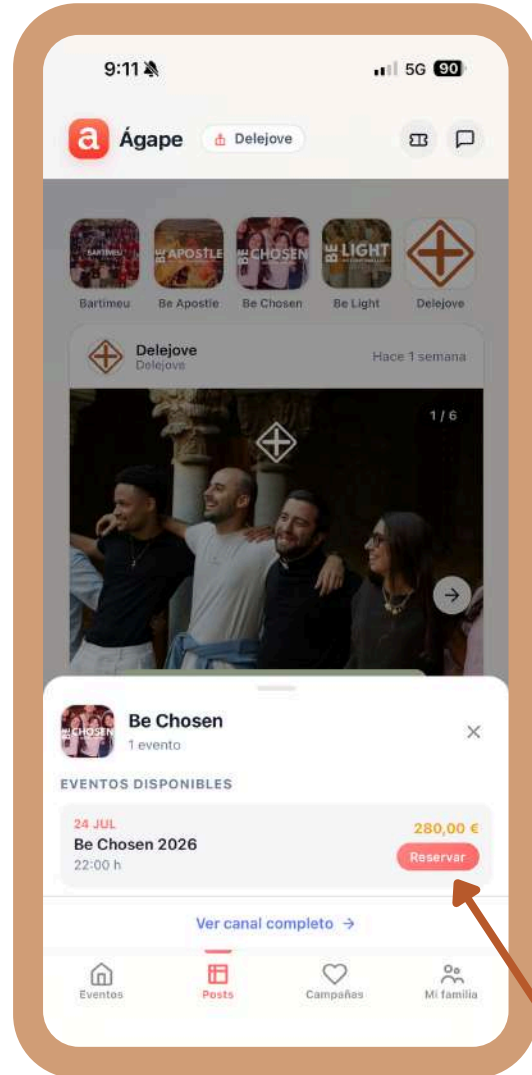 9:11
5G 90
a Ágape
Delejove
BARTIMEU
BE APOSTLE
BE CHOSEN
BE LIGHT
Bartimeu
Be Apostle
Be Chosen
Be Light
Delejove
Delejove
Delejove
Hace 1 semana
1 / 6
BE CHOSEN
Be Chosen
1 evento
EVENTOS DISPONIBLES
24 JUL
280,00 €
Be Chosen 2026
Reservar
22:00 h
Ver canal completo →
Eventos
Posts
Campañas
Mi familia